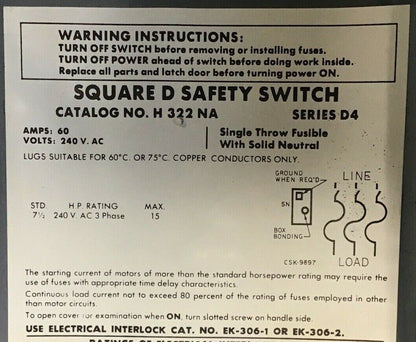 WARNING INSTRUCTIONS:
TURN OFF SWITCH before removing or installing fuses.
TURN OFF POWER ahead of switch before doing work inside.
Replace all parts and latch door before turning power ON.
SQUARE D SAFETY SWITCH
CATALOG NO. H 322 NA SERIES D4
AMPS: 60
VOLTS: 240 V. AC
Single Throw Fusible
With Solid Neutral
LUGS SUITABLE FOR 60°C. OR 75°C. COPPER CONDUCTORS ONLY.
GROUND
WHEN REQ'D
LINE
SN
BOX
BONDING
LOAD
CSK-9897
STD. H.P. RATING MAX.
7½ 240 V. AC 3 Phase 15
The starting current of motors of more than the standard horsepower rating may require the
use of fuses with appropriate time delay characteristics.
Continuous load current not to exceed 80 percent of the rating of fuses employed in other
than motor circuits.
To open cover for examination when ON, turn slotted screw on handle side.
USE ELECTRICAL INTERLOCK CAT. NO. EK-306-1 OR EK-306-2.